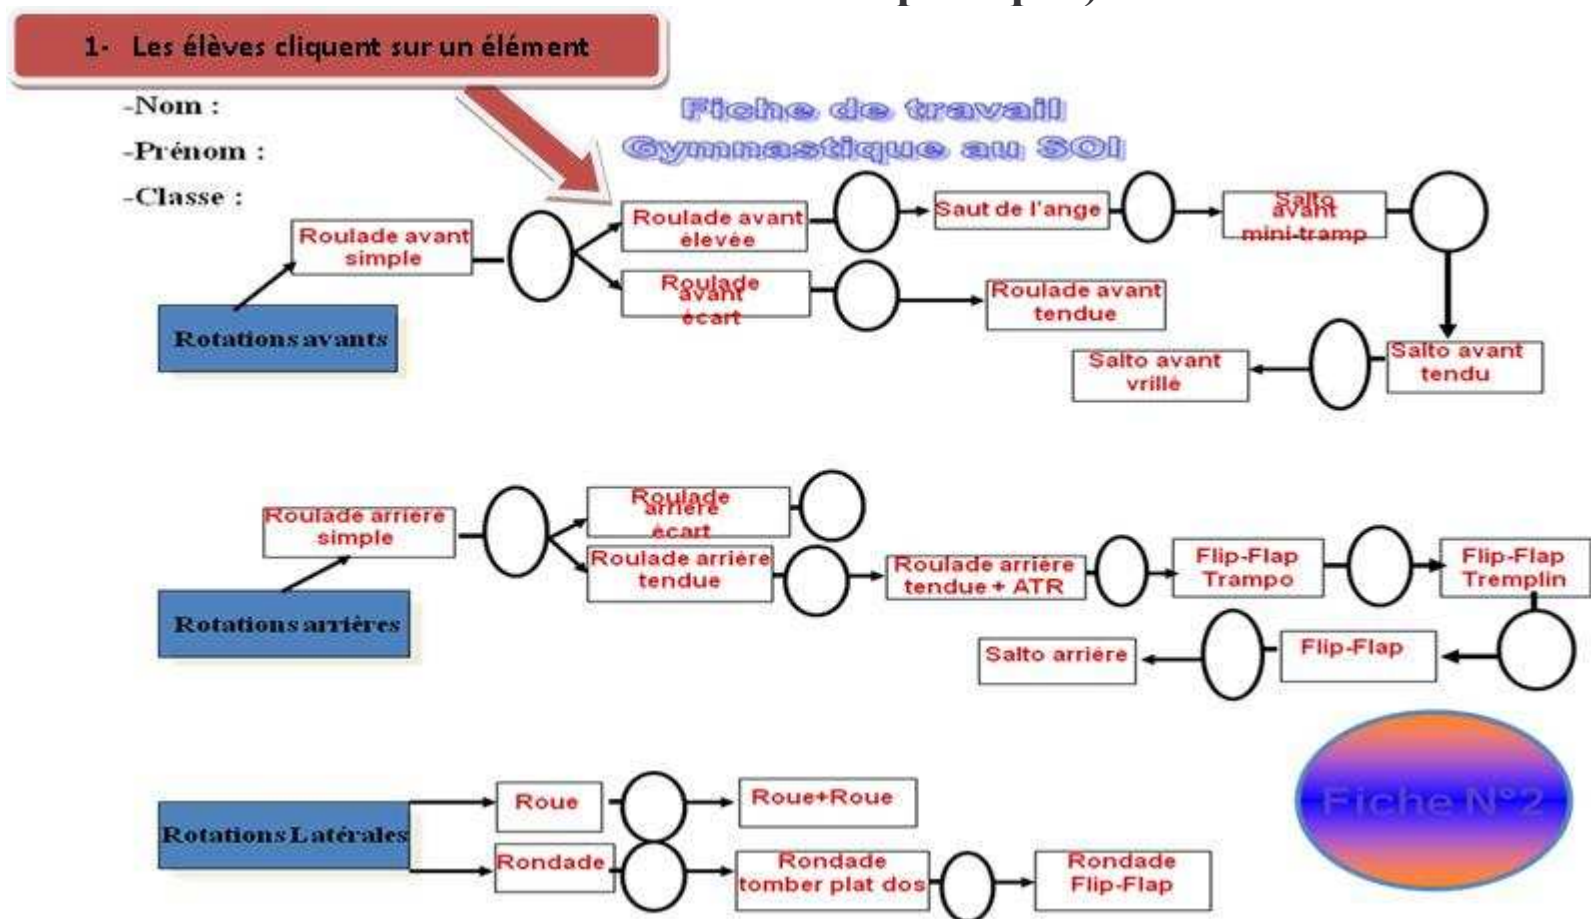 1- Les élèves cliquent sur un élément
-Nom :
-Prénom :
-Classe :
Fiche de travail
Gymnastique au SOl
Roulade avant
simple
Roulade avant
élevée
Saut de l'ange
Salto
avant
mini-tramp
Roulade
avant
écart
Roulade avant
tendue
Rotations avants
Salto avant
vrillé
Salto avant
tendu
Roulade arrière
simple
Roulade
arrière
écart
Roulade arrière
tendue
Roulade arrière
tendue + ATR
Flip-Flap
Trampo
Flip-Flap
Tremplin
Rotations arrières
Salto arrière
Flip-Flap
Fiche N°2
Roue
Roue+Roue
Rotations Latérales
Rondade
Rondade
tomber plat dos
Rondade
Flip-Flap